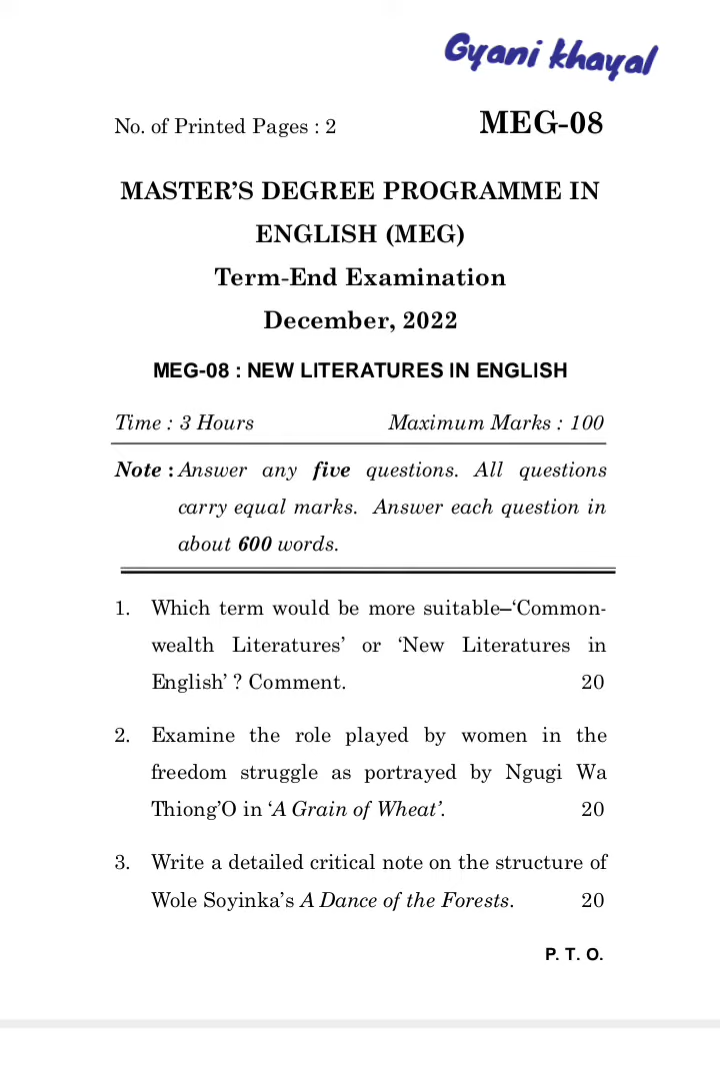 Gyani khayal
No. of Printed Pages : 2 MEG-08
MASTER’S DEGREE PROGRAMME IN
ENGLISH (MEG)
Term-End Examination
December, 2022
MEG-08 : NEW LITERATURES IN ENGLISH
Time : 3 Hours Maximum Marks : 100
Note : Answer any five questions. All questions
carry equal marks. Answer each question in
about 600 words.
1. Which term would be more suitable–‘Common-
wealth Literatures’ or ‘New Literatures in
English’ ? Comment. 20
2. Examine the role played by women in the
freedom struggle as portrayed by Ngugi Wa
Thiong’O in ‘A Grain of Wheat’. 20
3. Write a detailed critical note on the structure of
Wole Soyinka’s A Dance of the Forests. 20
P. T. O.